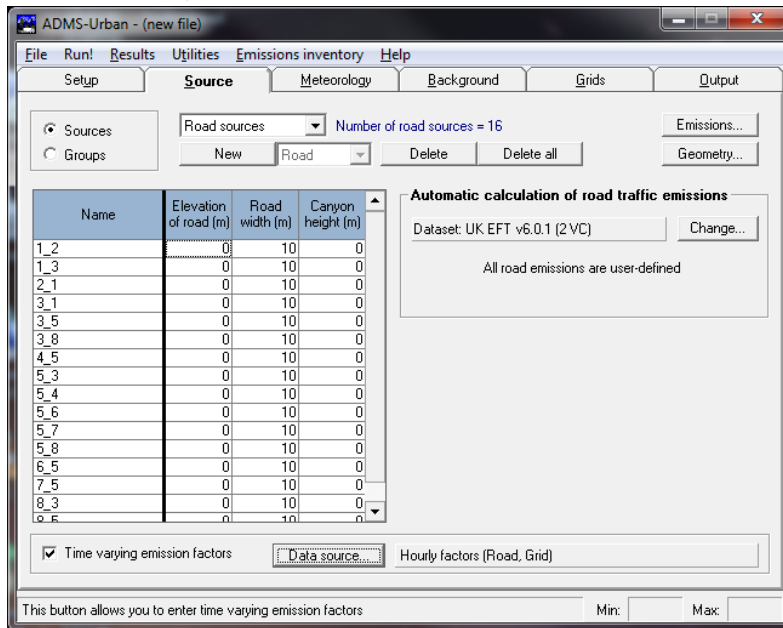 ADMS-Urban - (new file)
File Run! Results Utilities Emissions inventory Help
Setup Source Meteorology Background Grids Output
Sources Road sources Number of road sources = 16 Emissions...
Groups New Road Delete Delete all Geometry...
Name Elevation of road (m) Road width (m) Canyon height (m)
Automatic calculation of road traffic emissions
Dataset: UK EFT v6.0.1 (2 VC) Change...
All road emissions are user-defined
1_2 0 10 0
1_3 0 10 0
2_1 0 10 0
3_1 0 10 0
3_5 0 10 0
3_8 0 10 0
4_5 0 10 0
5_3 0 10 0
5_4 0 10 0
5_6 0 10 0
5_7 0 10 0
5_8 0 10 0
6_5 0 10 0
7_5 0 10 0
8_3 0 10 0
8_5 0 10 0
Time varying emission factors Data source... Hourly factors (Road, Grid)
This button allows you to enter time varying emission factors Min: Max: